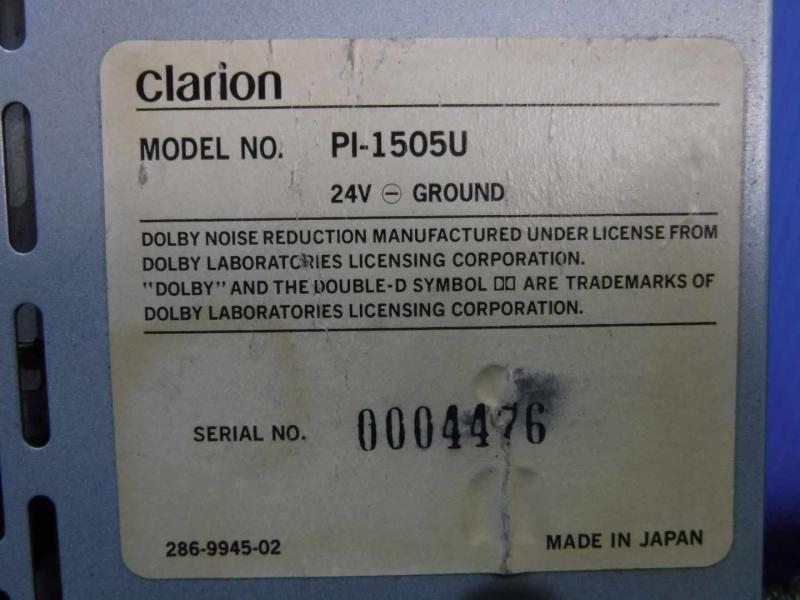 clarion
MODEL NO. PI-1505U
24V ⊖ GROUND
DOLBY NOISE REDUCTION MANUFACTURED UNDER LICENSE FROM
DOLBY LABORATORIES LICENSING CORPORATION.
"DOLBY" AND THE DOUBLE-D SYMBOL DD ARE TRADEMARKS OF
DOLBY LABORATORIES LICENSING CORPORATION.
SERIAL NO. 0004476
286-9945-02 MADE IN JAPAN